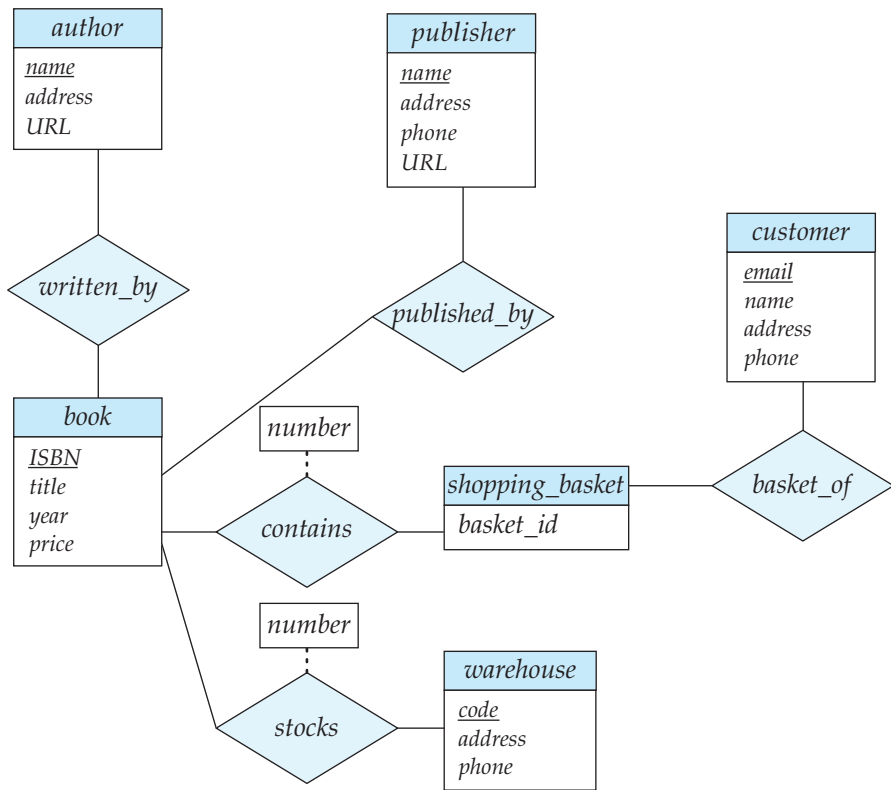 author
name
address
URL
publisher
name
address
phone
URL
customer
email
name
address
phone
written_by
published_by
book
ISBN
title
year
price
number
contains
shopping_basket
basket_id
basket_of
number
stocks
warehouse
code
address
phone